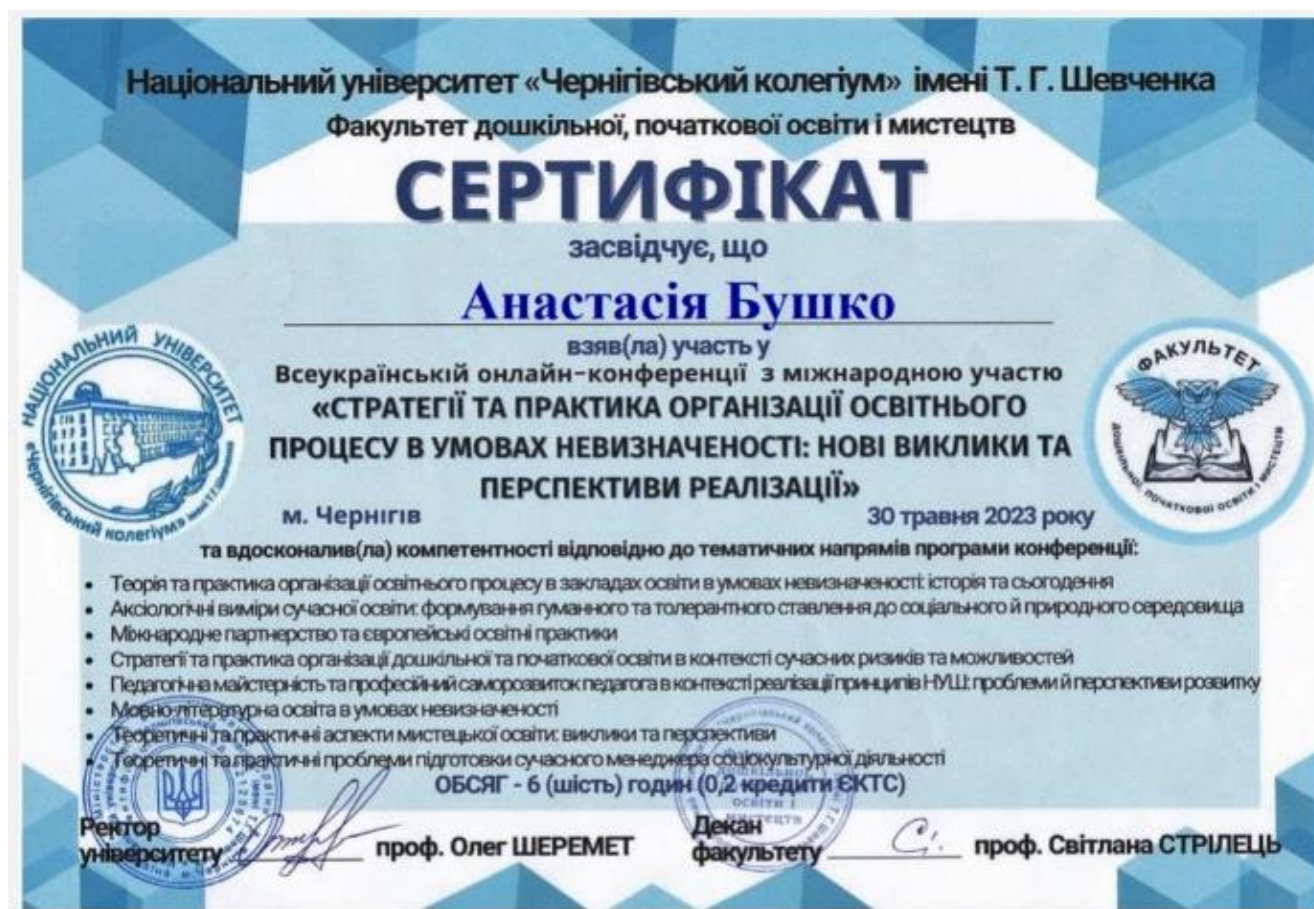 Національний університет «Чернігівський колегіум» імені Т. Г. Шевченка
Факультет дошкільної, початкової освіти і мистецтв
СЕРТИФІКАТ
засвідчує, що
Анастасія Бушко
взяв(ла) участь у
Всеукраїнській онлайн-конференції з міжнародною участю
«СТРАТЕГІЇ ТА ПРАКТИКА ОРГАНІЗАЦІЇ ОСВІТНЬОГО
ПРОЦЕСУ В УМОВАХ НЕВИЗНАЧЕНОСТІ: НОВІ ВИКЛИКИ ТА
ПЕРСПЕКТИВИ РЕАЛІЗАЦІЇ»
НАЦІОНАЛЬНИЙ УНІВЕРСИТЕТ
«Чернігівський колегіум» імені Т.Г.Шевченка
ФАКУЛЬТЕТ
дошкільної, початкової освіти і мистецтв
м. Чернігів 30 травня 2023 року
та вдосконалив(ла) компетентності відповідно до тематичних напрямів програми конференції:
• Теорія та практика організації освітнього процесу в закладах освіти в умовах невизначеності: історія та сьогодення
• Аксіологічні виміри сучасної освіти: формування гуманного та толерантного ставлення до соціального й природного середовища
• Міжнародне партнерство та європейські освітні практики
• Стратегії та практика організації дошкільної та початкової освіти в контексті сучасних ризиків та можливостей
• Педагогічна майстерність та професійний саморозвиток педагога в контексті реалізації принципів НУШ: проблеми й перспективи розвитку
• Мовно-літературна освіта в умовах невизначеності
• Теоретичні та практичні аспекти мистецької освіти: виклики та перспективи
• Теоретичні та практичні проблеми підготовки сучасного менеджера соціокультурної діяльності
ОБСЯГ - 6 (шість) годин (0,2 кредити ЄКТС)
Ректор
університету проф. Олег ШЕРЕМЕТ
Декан
факультету проф. Світлана СТРІЛЕЦЬ